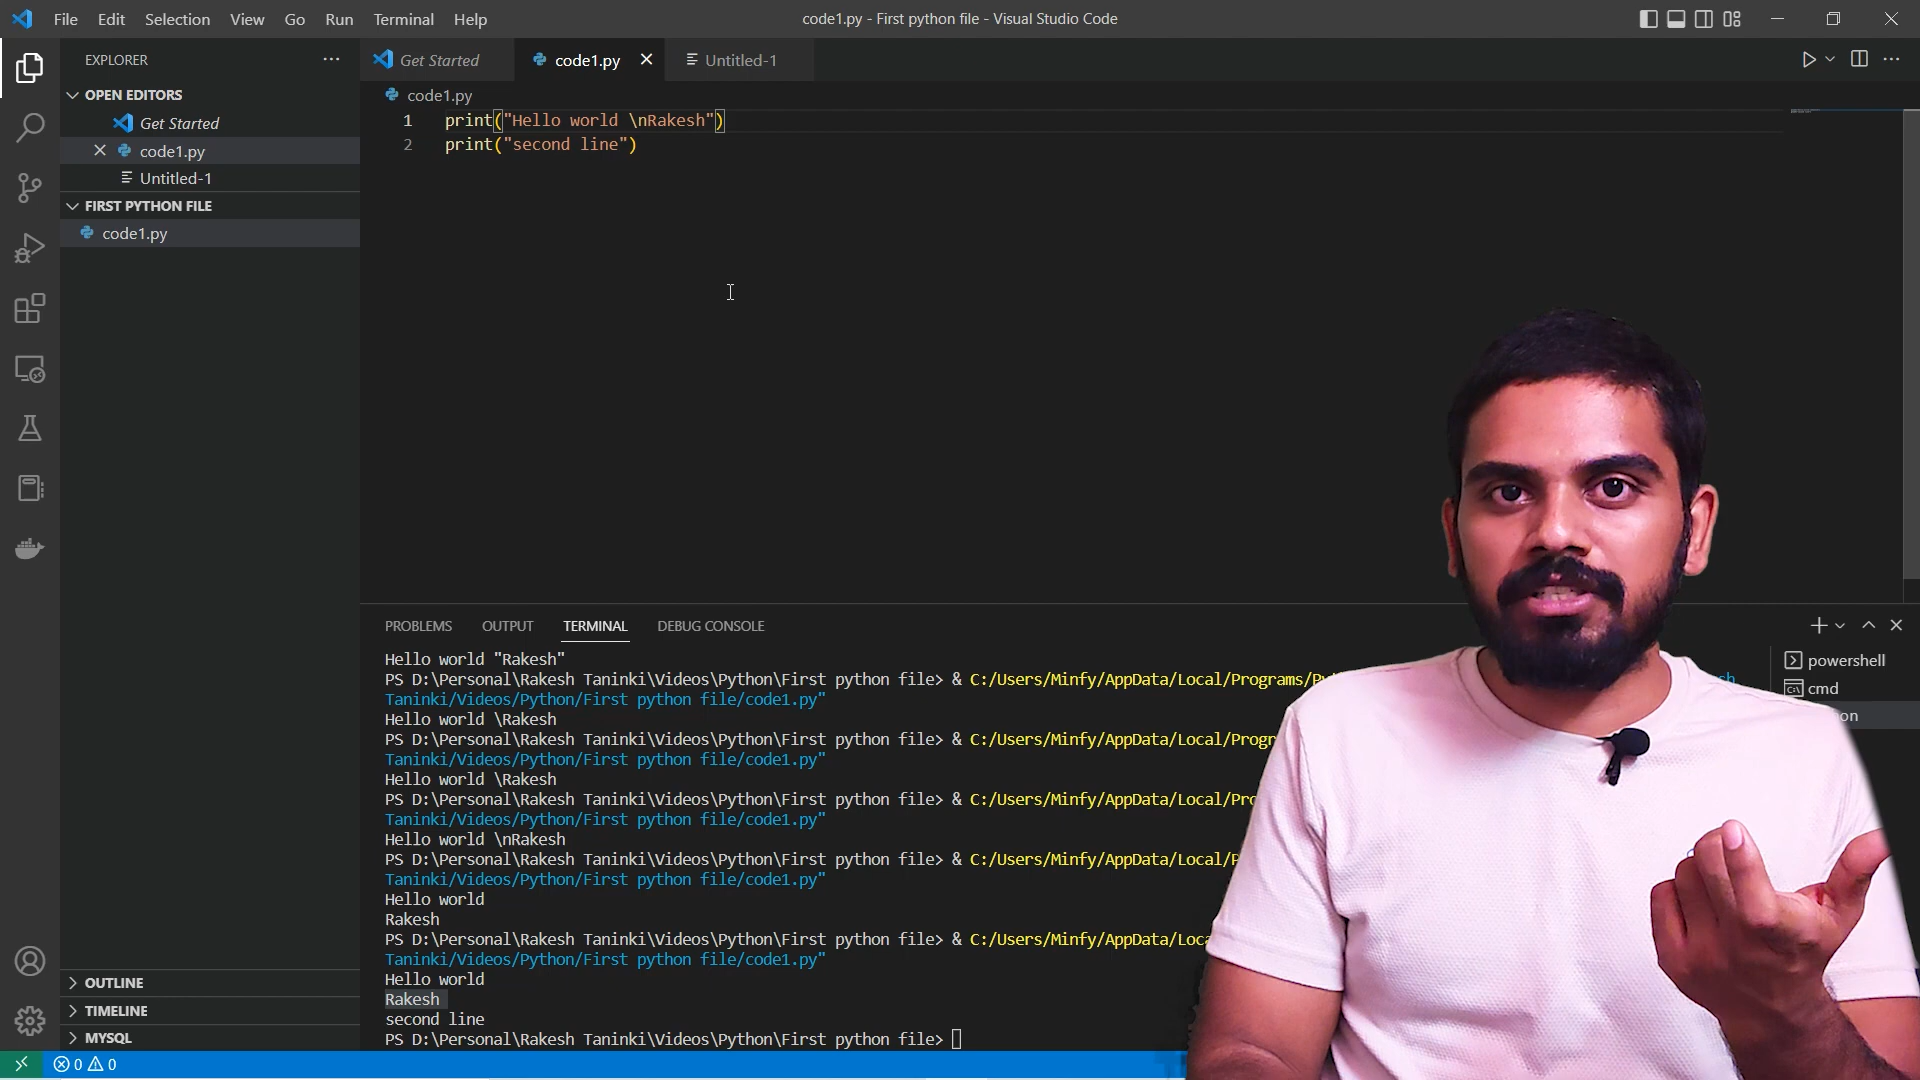 File Edit Selection View Go Run Terminal Help
code1.py - First python file - Visual Studio Code
EXPLORER
OPEN EDITORS
Get Started
code1.py
Untitled-1
FIRST PYTHON FILE
code1.py
OUTLINE
TIMELINE
MYSQL
Get Started code1.py Untitled-1
code1.py
1 print("Hello world \nRakesh")
2 print("second line")
PROBLEMS OUTPUT TERMINAL DEBUG CONSOLE
Hello world "Rakesh"
PS D:\Personal\Rakesh Taninki\Videos\Python\First python file> & C:/Users/Minfy/AppData/Local/Programs/
Taninki/Videos/Python/First python file/code1.py"
Hello world \Rakesh
PS D:\Personal\Rakesh Taninki\Videos\Python\First python file> & C:/Users/Minfy/AppData/Local/
Taninki/Videos/Python/First python file/code1.py"
Hello world \Rakesh
PS D:\Personal\Rakesh Taninki\Videos\Python\First python file> & C:/Users/Minfy/AppData/Local/
Taninki/Videos/Python/First python file/code1.py"
Hello world \nRakesh
PS D:\Personal\Rakesh Taninki\Videos\Python\First python file> & C:/Users/Minfy/AppData/Local/
Taninki/Videos/Python/First python file/code1.py"
Hello world
Rakesh
PS D:\Personal\Rakesh Taninki\Videos\Python\First python file> & C:/Users/Minfy/AppData/
Taninki/Videos/Python/First python file/code1.py"
Hello world
Rakesh
second line
PS D:\Personal\Rakesh Taninki\Videos\Python\First python file>
powershell
cmd
0 0